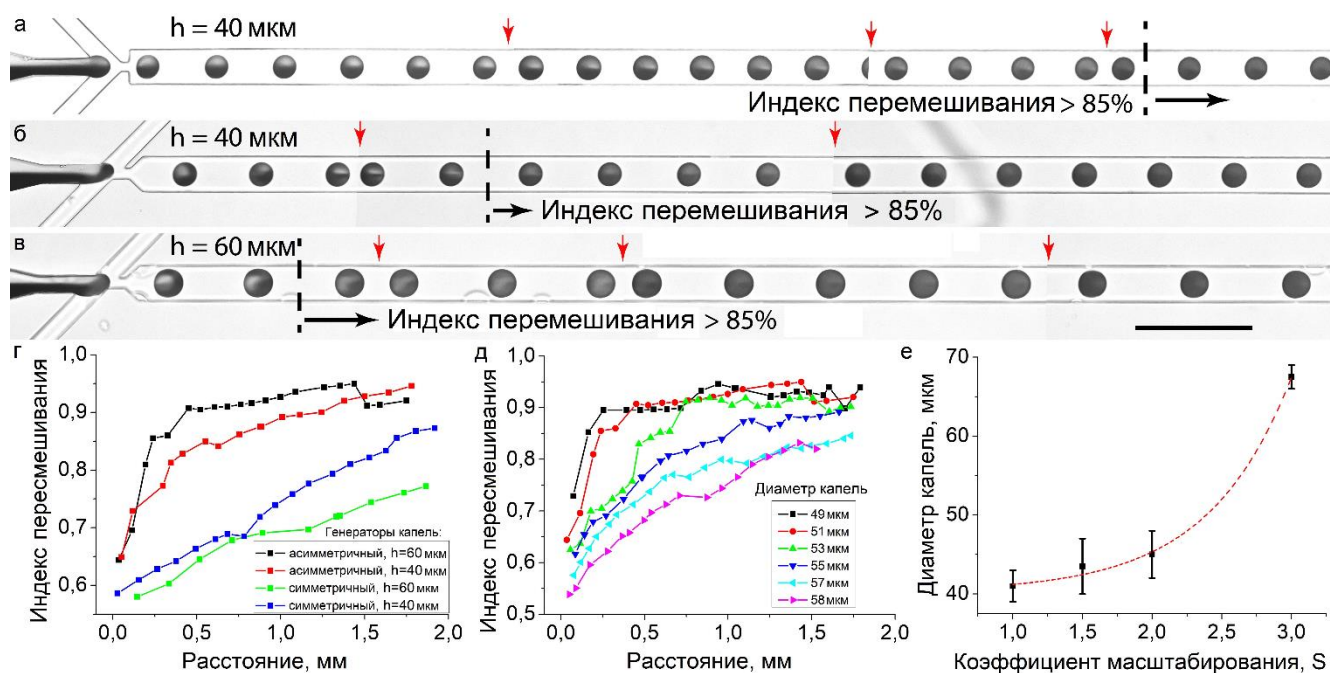 а
h = 40 мкм
Индекс перемешивания > 85%
б
h = 40 мкм
Индекс перемешивания > 85%
в
h = 60 мкм
Индекс перемешивания > 85%
г
1,0
0,9
0,8
0,7
0,6
Индекс пересмешивания
0,0 0,5 1,0 1,5 2,0
Расстояние, мм
Генераторы капель:
асимметричный, h=60 мкм
асимметричный, h=40 мкм
симметричный, h=60 мкм
симметричный, h=40 мкм
д
1,0
0,9
0,8
0,7
0,6
0,5
Индекс пересмешивания
0,0 0,5 1,0 1,5 2,0
Расстояние, мм
Диаметр капель
49 мкм
51 мкм
53 мкм
55 мкм
57 мкм
58 мкм
е
70
60
50
40
Диаметр капель, мкм
1,0 1,5 2,0 2,5 3,0
Коэффициент масштабирования, S